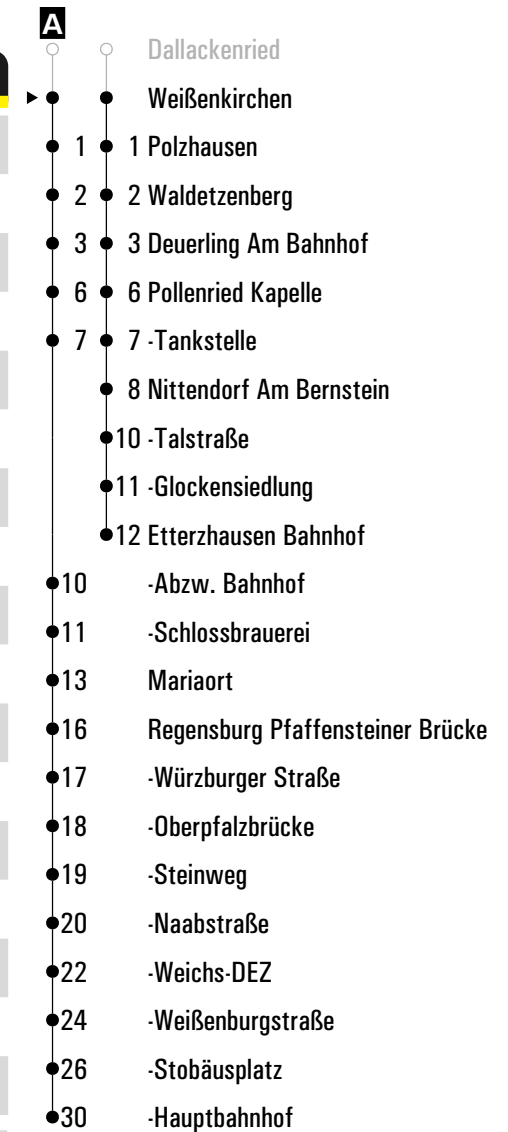 A
Dallackenried
Weißenkirchen
1 1 Polzhausen
2 2 Waldetzenberg
3 3 Deuerling Am Bahnhof
6 6 Pollenried Kapelle
7 7 -Tankstelle
8 Nittendorf Am Bernstein
10 -Talstraße
11 -Glockensiedlung
12 Etterzhausen Bahnhof
10 -Abzw. Bahnhof
11 -Schlossbrauerei
13 Mariaort
16 Regensburg Pfaffensteiner Brücke
17 -Würzburger Straße
18 -Oberpfalzbrücke
19 -Steinweg
20 -Naabstraße
22 -Weichs-DEZ
24 -Weißenburgstraße
26 -Stobäusplatz
30 -Hauptbahnhof